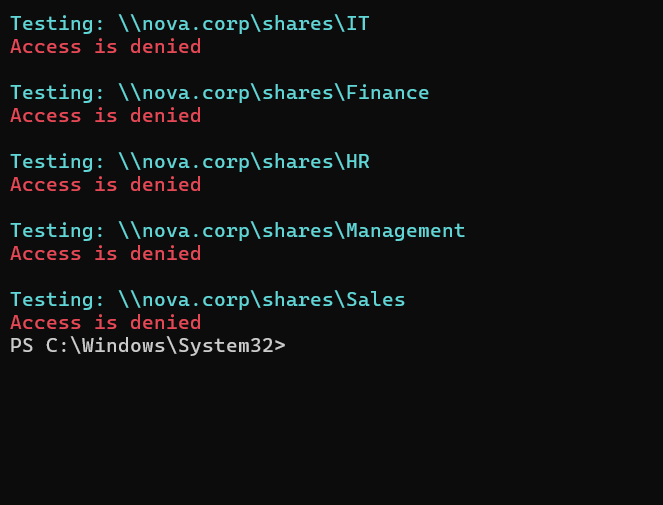 Testing: \\nova.corp\shares\IT
Access is denied
Testing: \\nova.corp\shares\Finance
Access is denied
Testing: \\nova.corp\shares\HR
Access is denied
Testing: \\nova.corp\shares\Management
Access is denied
Testing: \\nova.corp\shares\Sales
Access is denied
PS C:\Windows\System32>